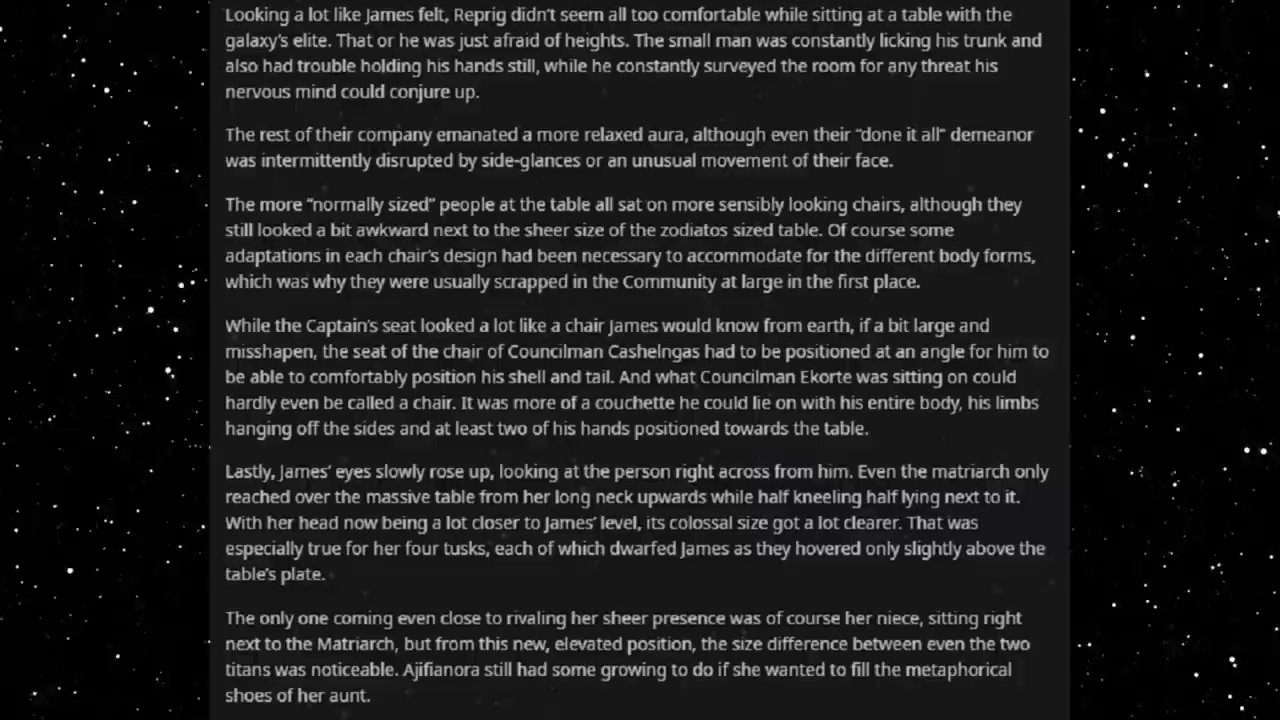 Looking a lot like James felt, Reprig didn't seem all too comfortable while sitting at a table with the
galaxy's elite. That or he was just afraid of heights. The small man was constantly licking his trunk and
also had trouble holding his hands still, while he constantly surveyed the room for any threat his
nervous mind could conjure up.
The rest of their company emanated a more relaxed aura, although even their "done it all" demeanor
was intermittently disrupted by side-glances or an unusual movement of their face.
The more "normally sized" people at the table all sat on more sensibly looking chairs, although they
still looked a bit awkward next to the sheer size of the zodiatos sized table. Of course some
adaptations in each chair's design had been necessary to accommodate for the different body forms,
which was why they were usually scrapped in the Community at large in the first place.
While the Captain's seat looked a lot like a chair James would know from earth, if a bit large and
misshapen, the seat of the chair of Councilman Cashelngas had to be positioned at an angle for him to
be able to comfortably position his shell and tail. And what Councilman Ekorte was sitting on could
hardly even be called a chair. It was more of a couchette he could lie on with his entire body, his limbs
hanging off the sides and at least two of his hands positioned towards the table.
Lastly, James' eyes slowly rose up, looking at the person right across from him. Even the matriarch only
reached over the massive table from her long neck upwards while half kneeling half lying next to it.
With her head now being a lot closer to James' level, its colossal size got a lot clearer. That was
especially true for her four tusks, each of which dwarfed James as they hovered only slightly above the
table's plate.
The only one coming even close to rivaling her sheer presence was of course her niece, sitting right
next to the Matriarch, but from this new, elevated position, the size difference between even the two
titans was noticeable. Ajifianora still had some growing to do if she wanted to fill the metaphorical
shoes of her aunt.